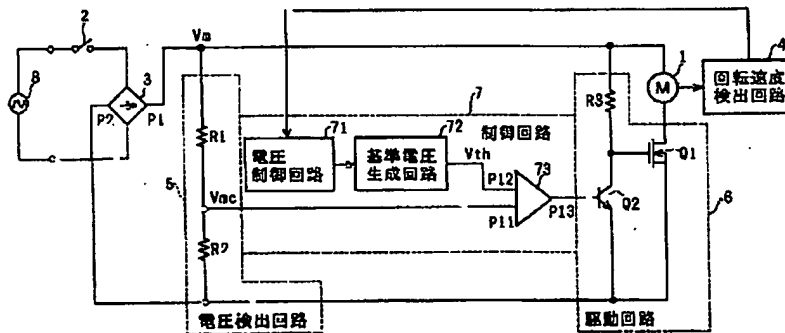 2
Vm
4
8
3
P2
P1
R1
7
71
72
制御回路
R3
1
M
回転速度
検出回路
電圧
制御回路
基準電圧
生成回路
Vth
73
Q1
5
Vmc
P12
P11
P13
Q2
6
R2
電圧検出回路
駆動回路